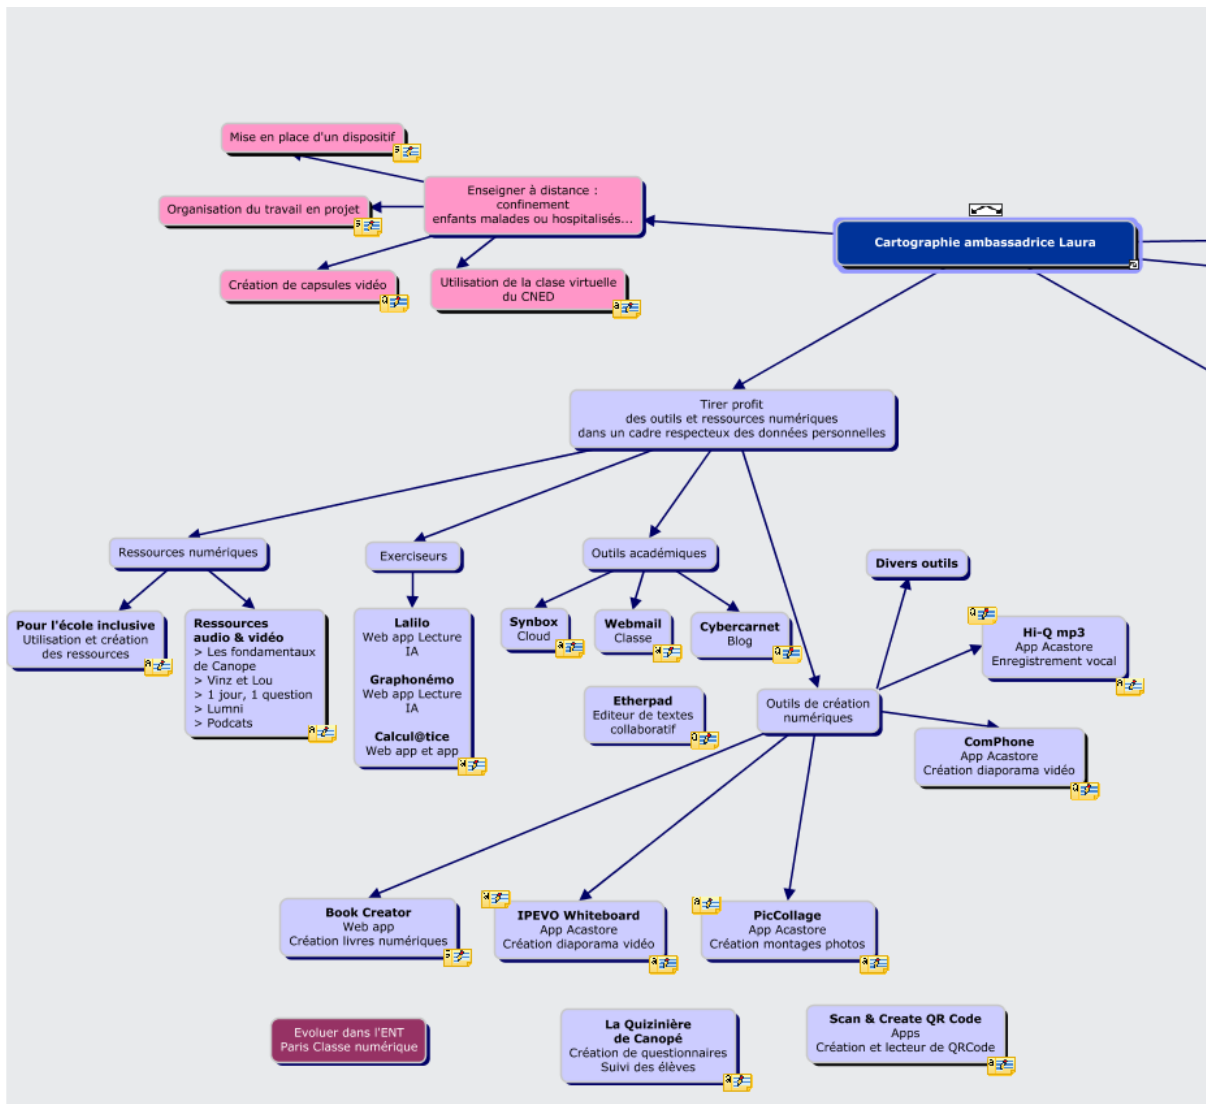 Mise en place d'un dispositif
Organisation du travail en projet
Création de capsules vidéo
Enseigner à distance :
confinement
enfants malades ou hospitalisés...
Utilisation de la clase virtuelle
du CNED
Cartographie ambassadrice Laura
Tirer profit
des outils et ressources numériques
dans un cadre respecteux des données personnelles
Ressources numériques
Pour l'école inclusive
Utilisation et création
des ressources
Ressources
audio & vidéo
> Les fondamentaux
de Canope
> Vinz et Lou
> 1 jour, 1 question
> Lumni
> Podcats
Exerciseurs
Lalilo
Web app Lecture
IA
Graphonémo
Web app Lecture
IA
Calcul@tice
Web app et app
Outils académiques
Synbox
Cloud
Webmail
Classe
Cybercarnet
Blog
Etherpad
Editeur de textes
collaboratif
Outils de création
numériques
Divers outils
Hi-Q mp3
App Acastore
Enregistrement vocal
ComPhone
App Acastore
Création diaporama vidéo
Book Creator
Web app
Création livres numériques
IPEVO Whiteboard
App Acastore
Création diaporama vidéo
PicCollage
App Acastore
Création montages photos
Evoluer dans l'ENT
Paris Classe numérique
La Quizinière
de Canopé
Création de questionnaires
Suivi des élèves
Scan & Create QR Code
Apps
Création et lecteur de QRCode